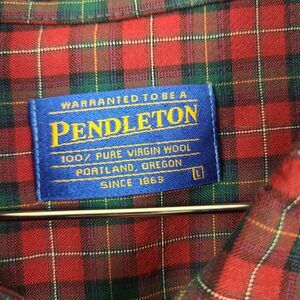 WARRANTED TO BE A
PENDLETON
100% PURE VIRGIN WOOL
PORTLAND, OREGON
SINCE 1863
L